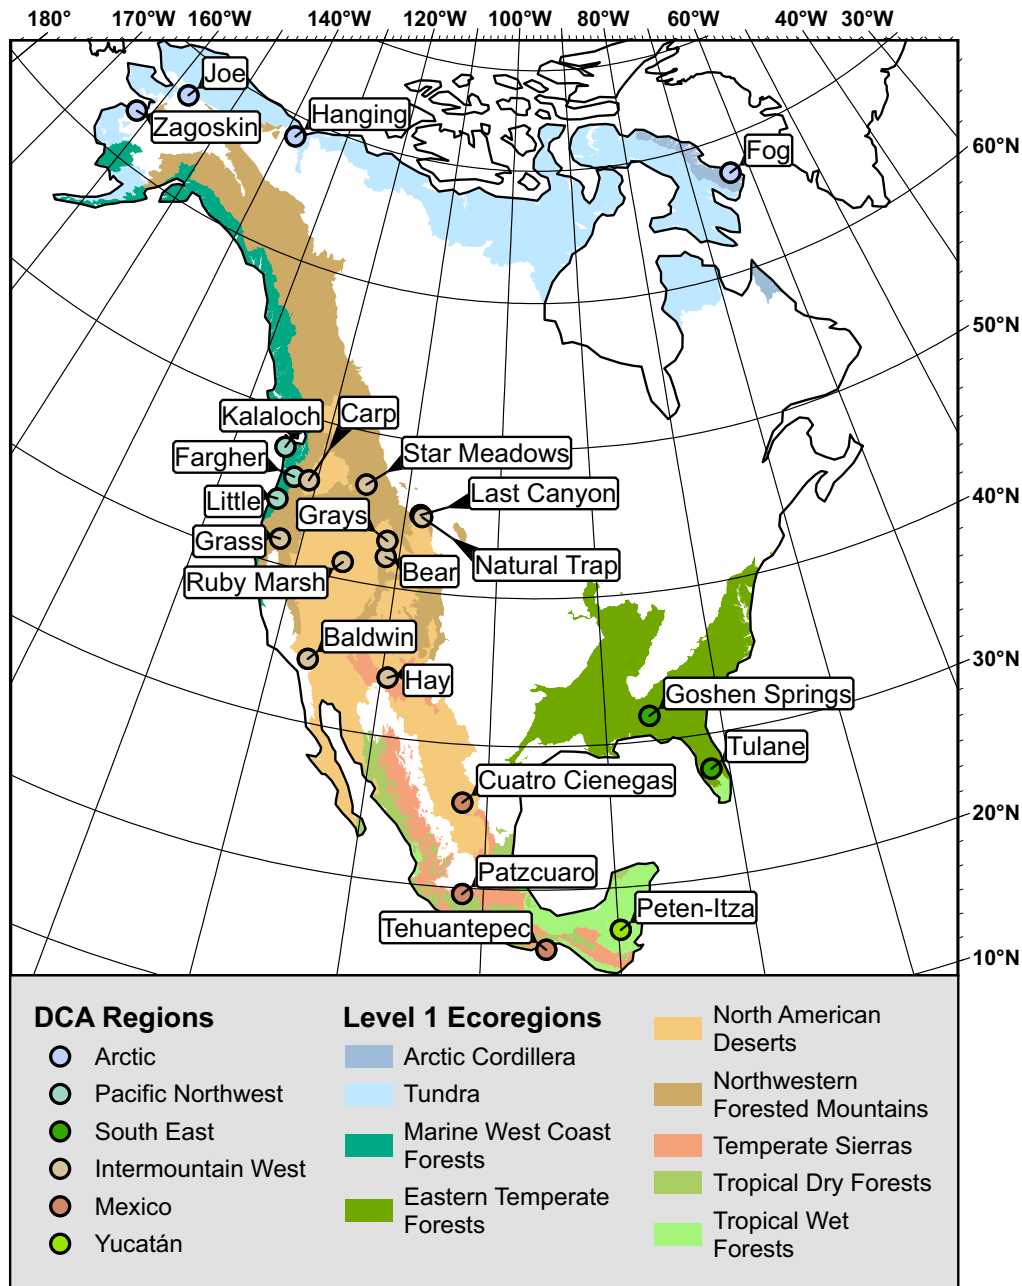 180° 170°W 160°W 140°W 120°W 100°W 80°W 60°W 40°W 30°W
Joe
Zagoskin
Hanging
Fog
60°N
50°N
Kalaloch
Carp
Fargher
Star Meadows
Little
Last Canyon
40°N
Grays
Grass
Natural Trap
Ruby Marsh
Bear
Baldwin
30°N
Hay
Goshen Springs
Tulane
Cuatro Cienegas
20°N
Patzcuaro
Peten-Itza
Tehuantepec
10°N
DCA Regions
Arctic
Pacific Northwest
South East
Intermountain West
Mexico
Yucatán
Level 1 Ecoregions
Arctic Cordillera
Tundra
Marine West Coast
Forests
Eastern Temperate
Forests
North American
Deserts
Northwestern
Forested Mountains
Temperate Sierras
Tropical Dry Forests
Tropical Wet
Forests